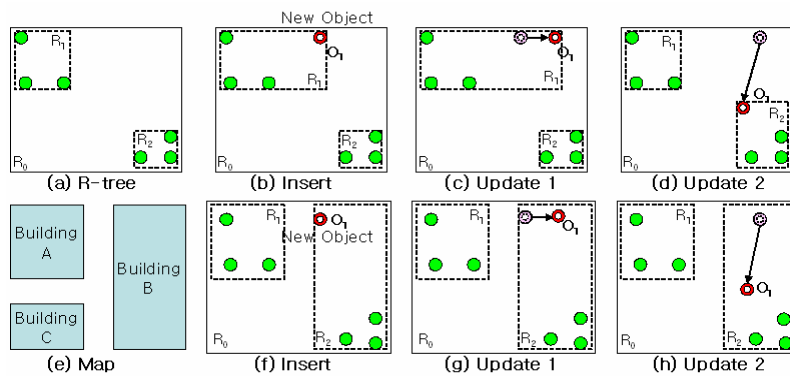 New Object
R1
R2
R0
(a) R-tree
O1
R1
R2
R0
(b) Insert
O1
R1
R2
R0
(c) Update 1
R1
O1
R2
R0
(d) Update 2
Building
A
Building
B
Building
C
(e) Map
R1
O1
New Object
R0
R2
(f) Insert
R1
O1
R0
R2
(g) Update 1
R1
O1
R0
R2
(h) Update 2